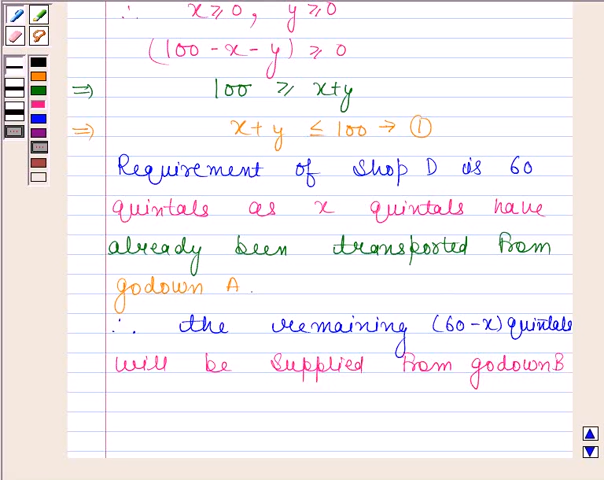 ∴ x ≥ 0, y ≥ 0
(100 - x - y) ≥ 0
⇒ 100 ≥ x+y
⇒ x+y ≤ 100 → ①
Requirement of Shop D is 60
quintals as x quintals have
already been transported from
godown A.
∴ the remaining (60-x) quintals
will be supplied from godown B